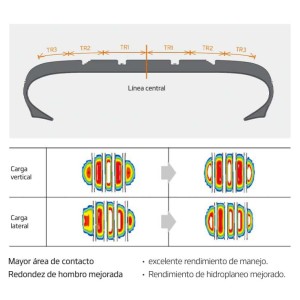 TR3 TR2 TR1 TR1 TR2 TR3
Línea central
Carga
vertical
Carga
lateral
Mayor área de contacto
• excelente rendimiento de manejo.
Redondez de hombro mejorada
• Rendimiento de hidroplaneo mejorado.